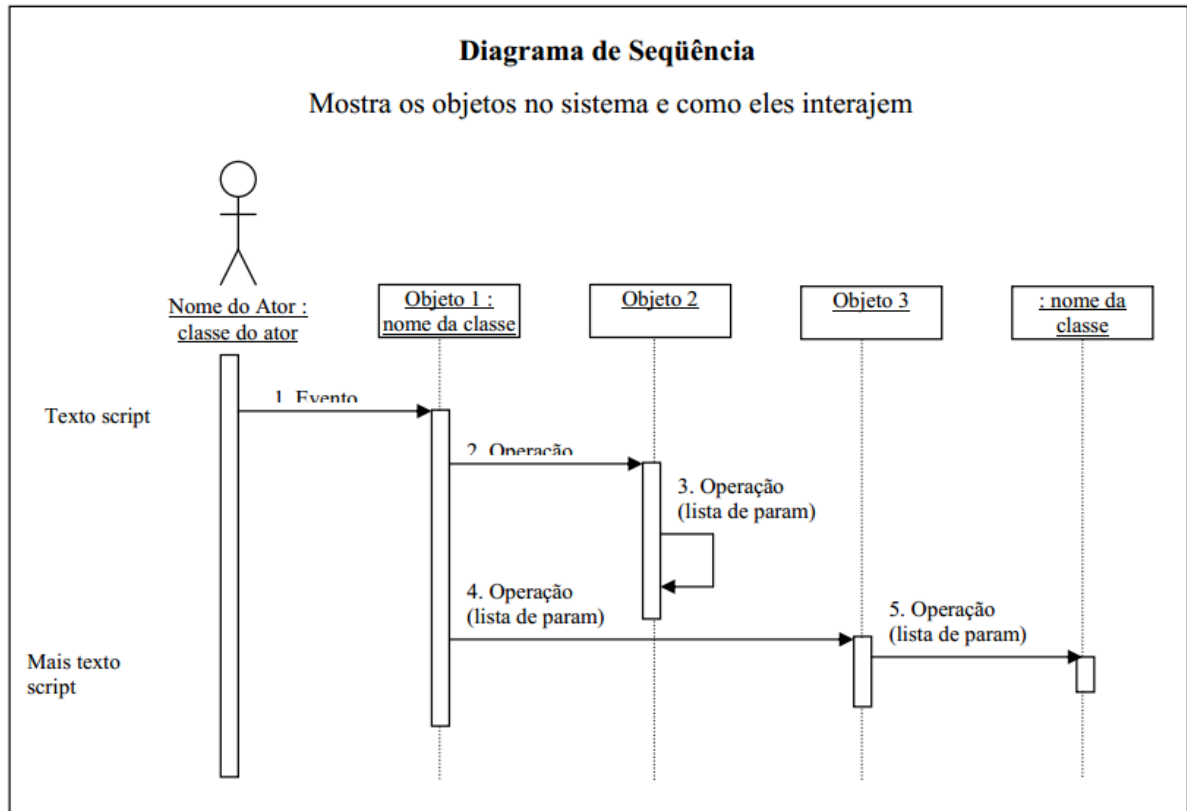 Diagrama de Seqüência
Mostra os objetos no sistema e como eles interajem
Nome do Ator :
classe do ator
Objeto 1 :
nome da classe
Objeto 2
Objeto 3
: nome da
classe
Texto script
1. Evento
2. Operação
3. Operação
(lista de param)
4. Operação
(lista de param)
5. Operação
(lista de param)
Mais texto
script